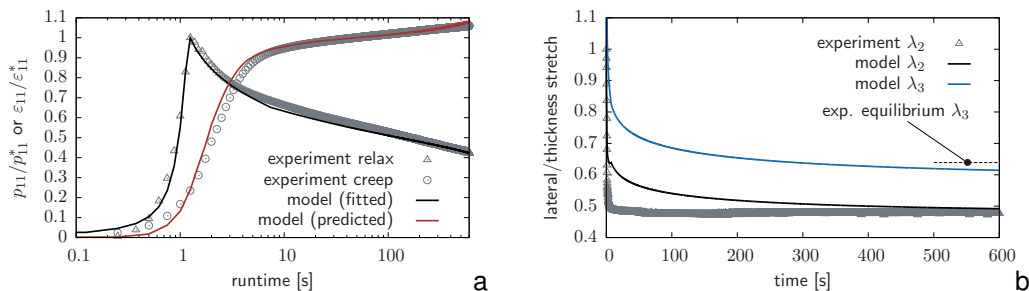 p₁₁/p*₁₁ or ε₁₁/ε*₁₁
1.1
1
0.9
0.8
0.7
0.6
0.5
0.4
0.3
0.2
0.1
0
experiment relax
experiment creep
model (fitted)
model (predicted)
0.1 1 10 100
runtime [s]
a
lateral/thickness stretch
1.1
1
0.9
0.8
0.7
0.6
0.5
0.4
experiment λ₂
model λ₂
model λ₃
exp. equilibrium λ₃
0 100 200 300 400 500 600
time [s]
b